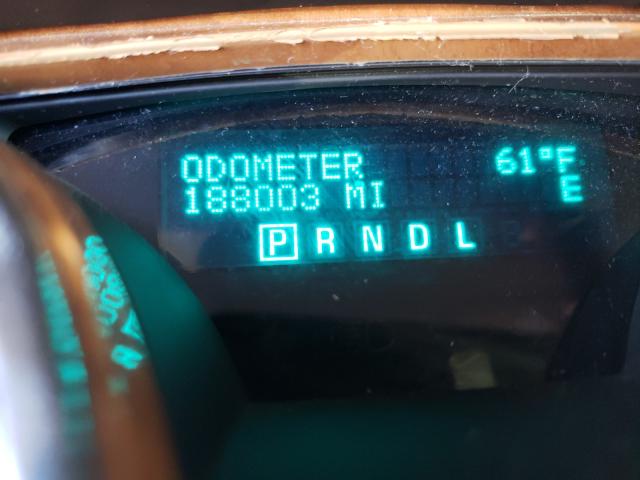 ODOMETER 61°F
188003 MI E
P R N D L